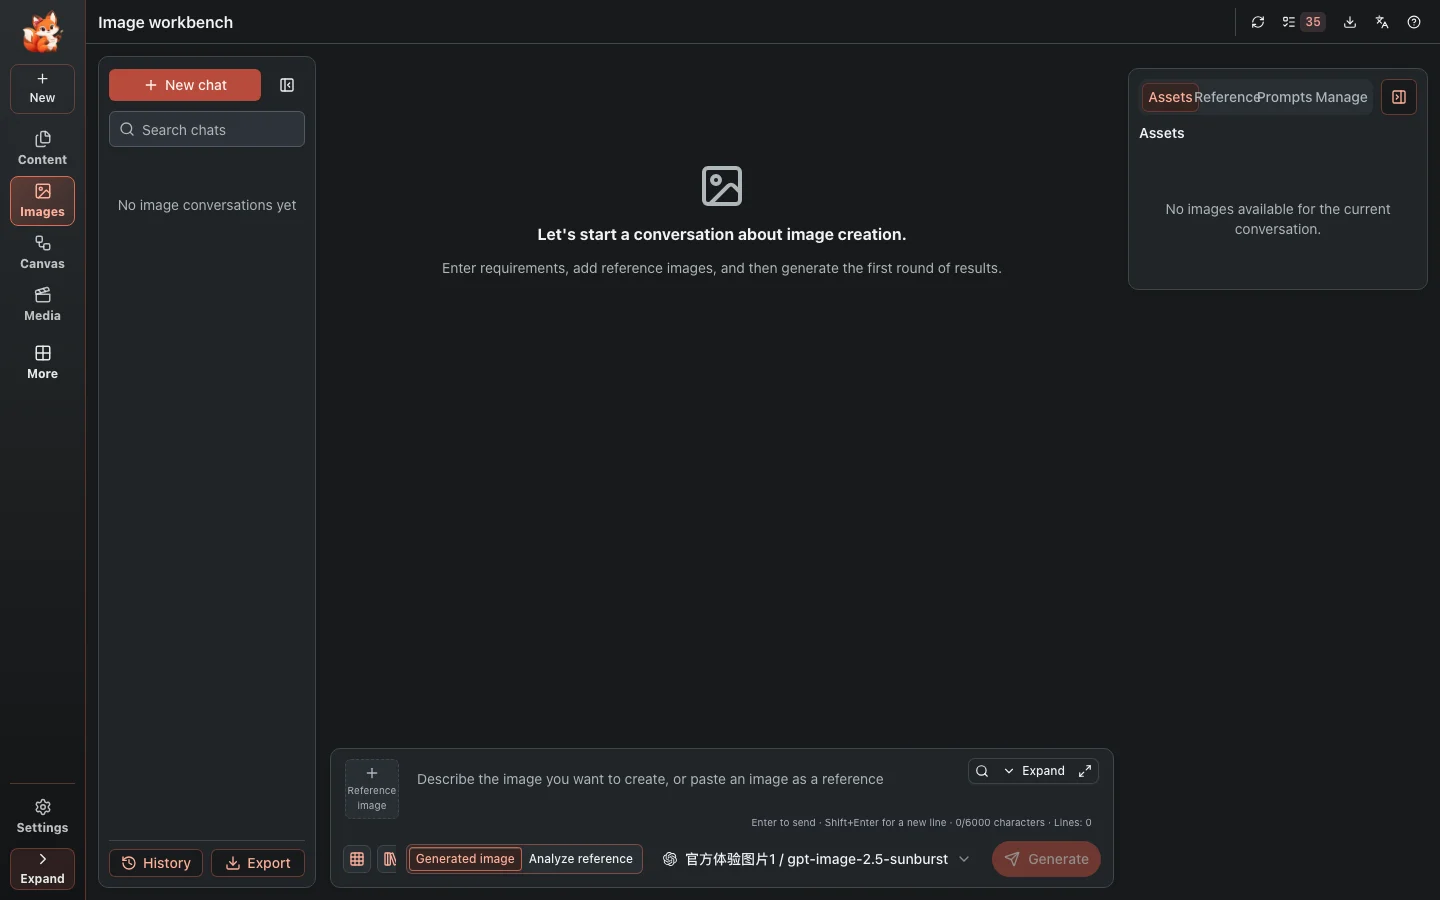 Image workbench
35
New
Content
Images
Canvas
Media
More
Settings
Expand
New chat
Search chats
No image conversations yet
History
Export
Let's start a conversation about image creation.
Enter requirements, add reference images, and then generate the first round of results.
Reference
image
Describe the image you want to create, or paste an image as a reference
Expand
Enter to send · Shift+Enter for a new line · 0/6000 characters · Lines: 0
Generated image
Analyze reference
官方体验图片1 / gpt-image-2.5-sunburst
Generate
Assets
Reference
Prompts
Manage
Assets
No images available for the current
conversation.